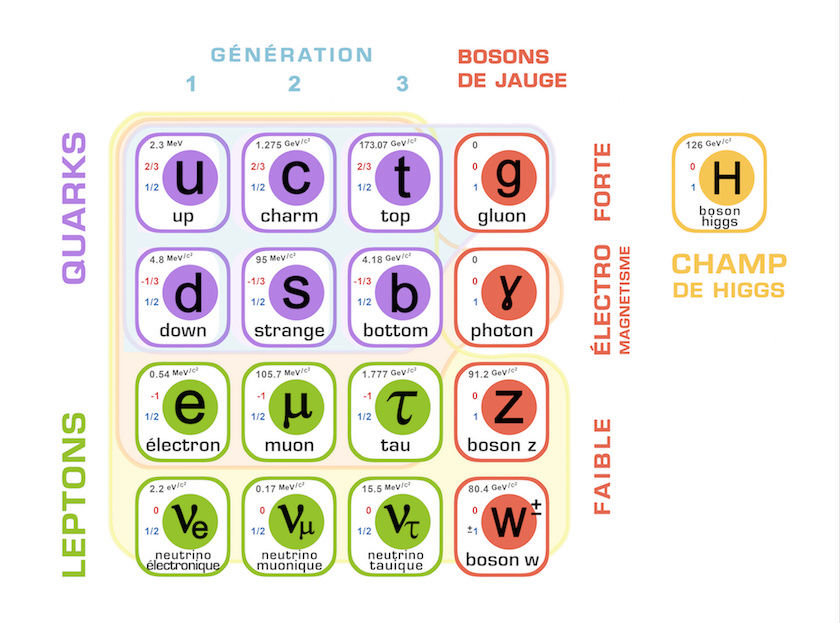 GÉNÉRATION
1 2 3
BOSONS
DE JAUGE
QUARKS
2.3 MeV
2/3
1/2
u
up
1.275 GeV/c²
2/3
1/2
c
charm
173.07 GeV/c²
2/3
1/2
t
top
0
0
1
g
gluon
FORTE
126 GeV/c²
0
1
H
boson
higgs
CHAMP
DE HIGGS
4.8 MeV
-1/3
1/2
d
down
95 MeV/c²
-1/3
1/2
s
strange
4.18 GeV/c²
-1/3
1/2
b
bottom
0
0
1
γ
photon
ÉLECTRO
MAGNETISME
LEPTONS
0.54 MeV/c²
-1
1/2
e
électron
105.7 MeV/c²
-1
1/2
μ
muon
1.777 GeV/c²
-1
1/2
τ
tau
91.2 GeV/c²
0
1
Z
boson z
FAIBLE
2.2 eV/c²
0
1/2
νe
neutrino
électronique
0.17 MeV/c²
0
1/2
νμ
neutrino
muonique
15.5 MeV/c²
0
1/2
ντ
neutrino
tauique
80.4 GeV/c²
0
±1
W±
boson w